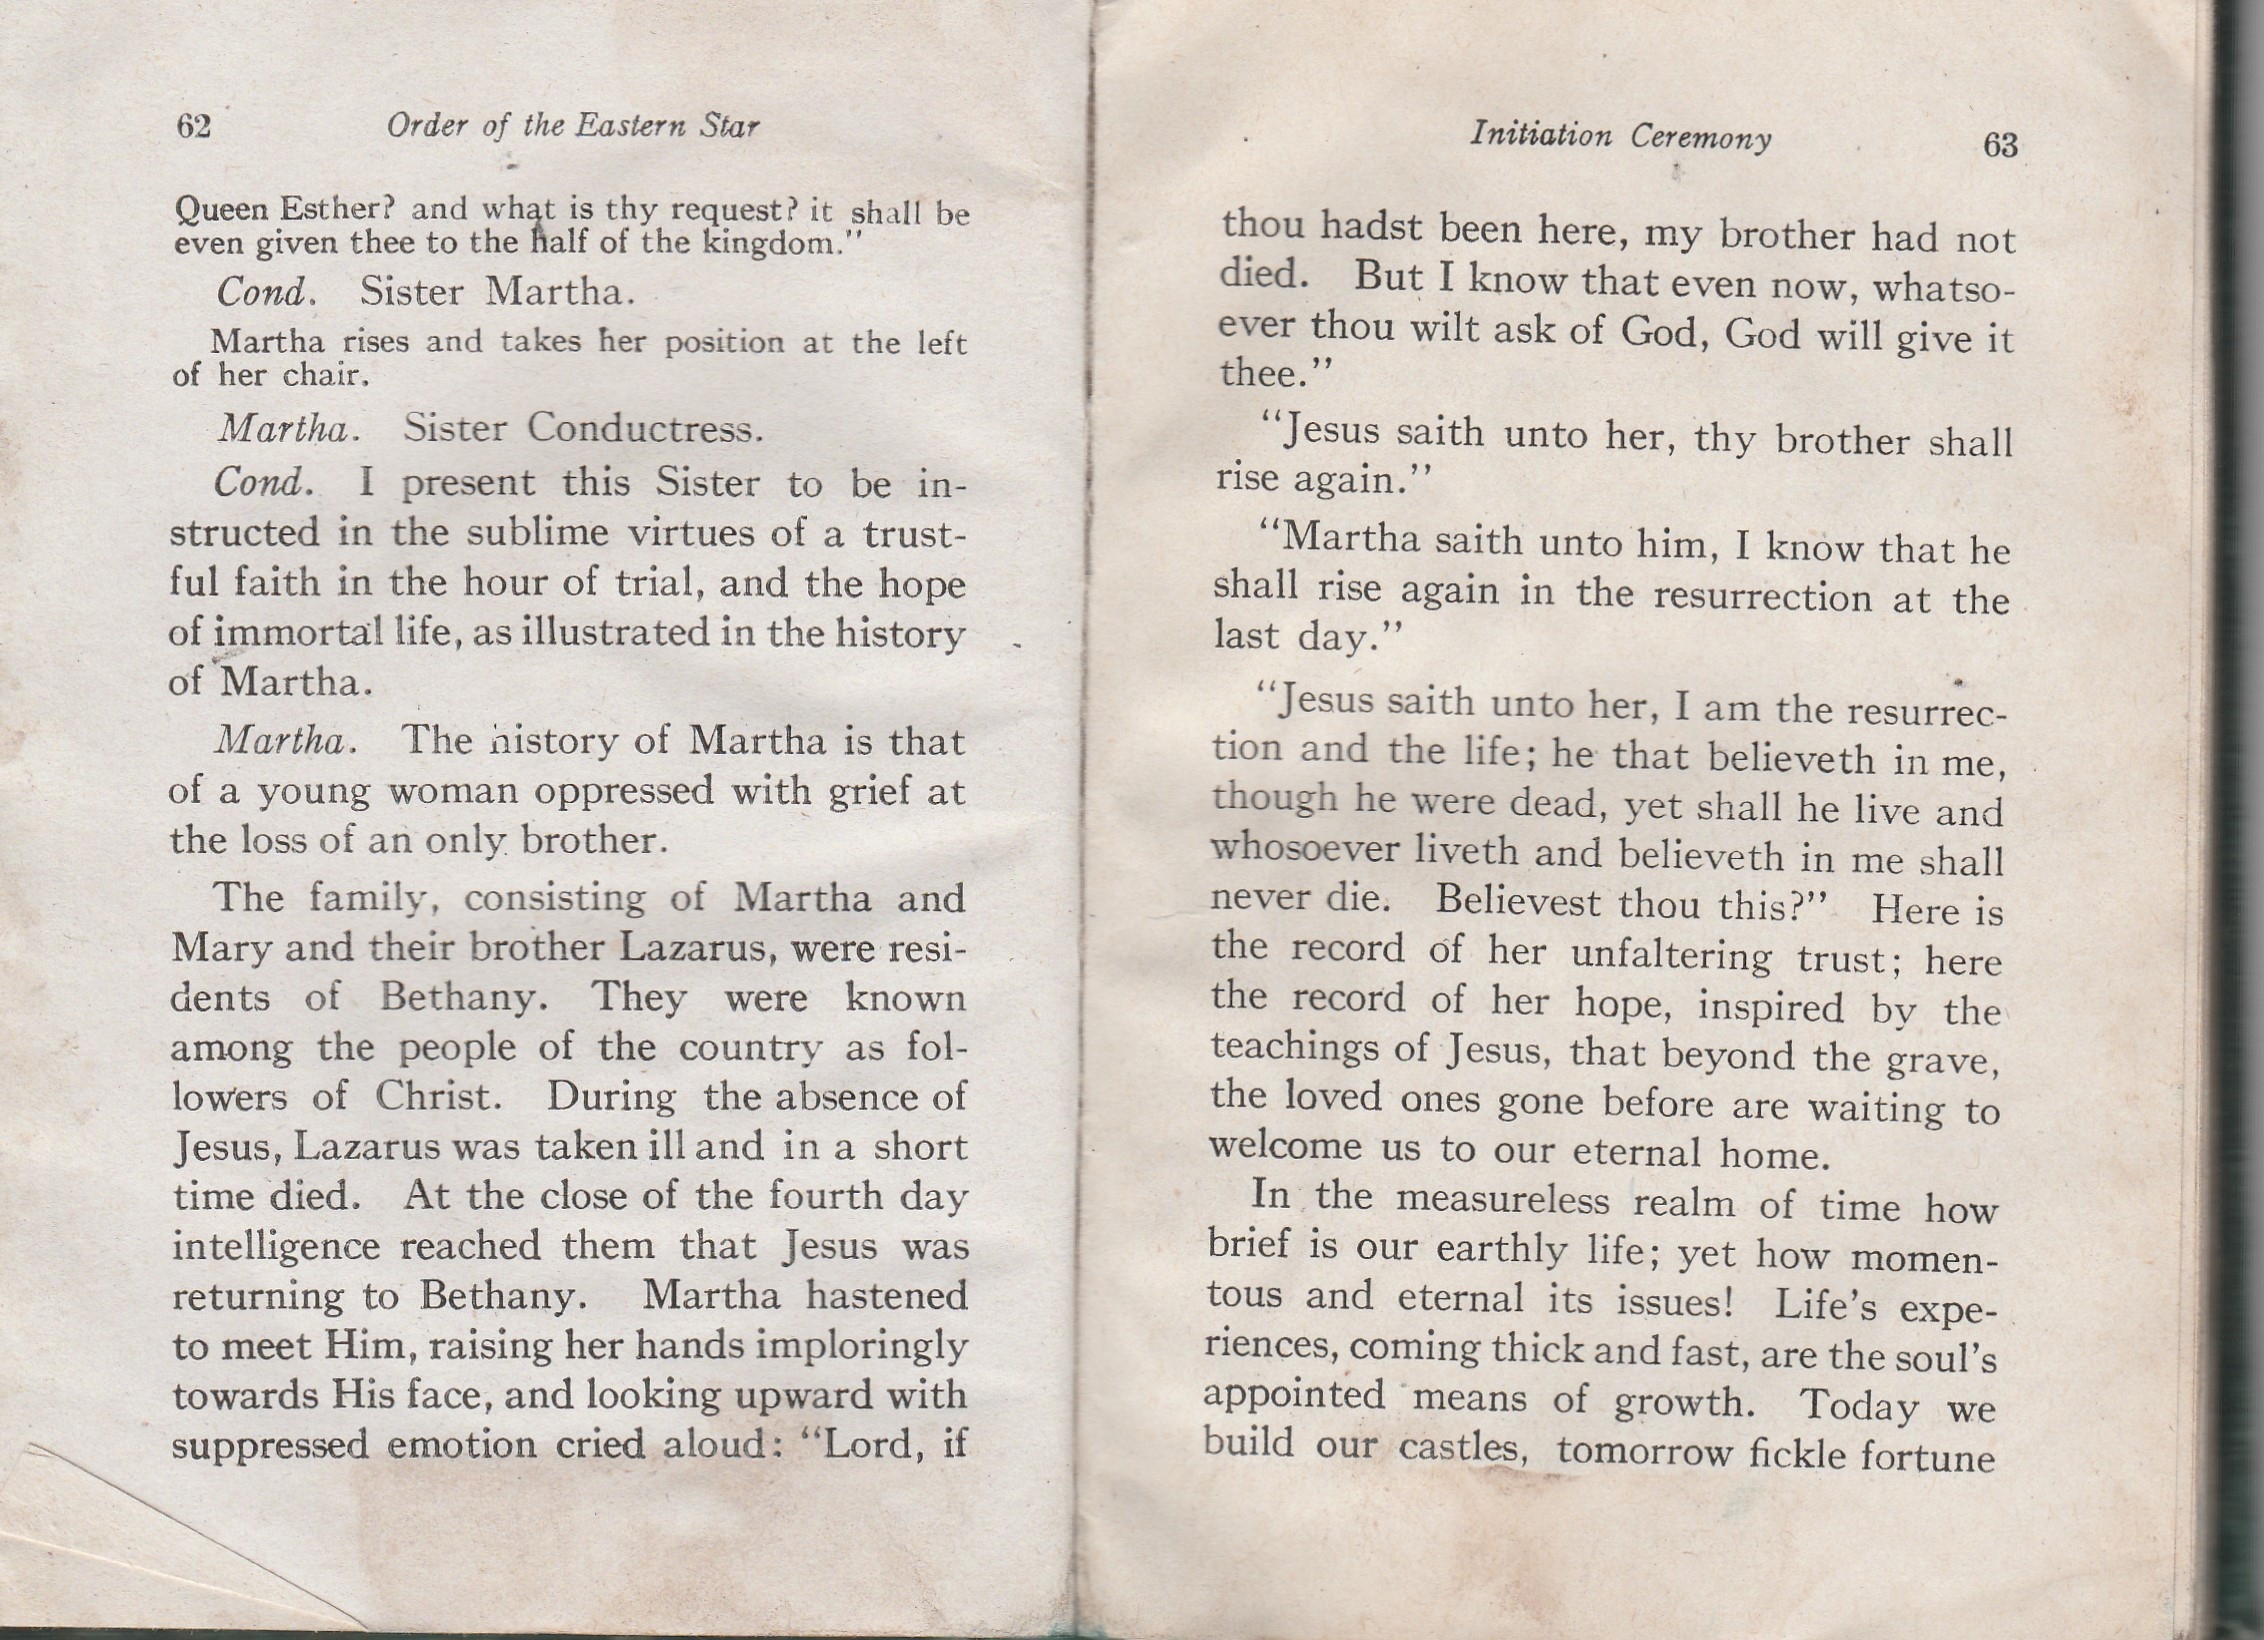 62 Order of the Eastern Star
Queen Esther? and what is thy request? it shall be
even given thee to the half of the kingdom."
Cond. Sister Martha.
Martha rises and takes her position at the left
of her chair.
Martha. Sister Conductress.
Cond. I present this Sister to be in-
structed in the sublime virtues of a trust-
ful faith in the hour of trial, and the hope
of immortal life, as illustrated in the history
of Martha.
Martha. The history of Martha is that
of a young woman oppressed with grief at
the loss of an only brother.
The family, consisting of Martha and
Mary and their brother Lazarus, were resi-
dents of Bethany. They were known
among the people of the country as fol-
lowers of Christ. During the absence of
Jesus, Lazarus was taken ill and in a short
time died. At the close of the fourth day
intelligence reached them that Jesus was
returning to Bethany. Martha hastened
to meet Him, raising her hands imploringly
towards His face, and looking upward with
suppressed emotion cried aloud: "Lord, if
Initiation Ceremony 63
thou hadst been here, my brother had not
died. But I know that even now, whatso-
ever thou wilt ask of God, God will give it
thee."
"Jesus saith unto her, thy brother shall
rise again."
"Martha saith unto him, I know that he
shall rise again in the resurrection at the
last day."
"Jesus saith unto her, I am the resurrec-
tion and the life; he that believeth in me,
though he were dead, yet shall he live and
whosoever liveth and believeth in me shall
never die. Believest thou this?" Here is
the record of her unfaltering trust; here
the record of her hope, inspired by the
teachings of Jesus, that beyond the grave,
the loved ones gone before are waiting to
welcome us to our eternal home.
In the measureless realm of time how
brief is our earthly life; yet how momen-
tous and eternal its issues! Life's expe-
riences, coming thick and fast, are the soul's
appointed means of growth. Today we
build our castles, tomorrow fickle fortune